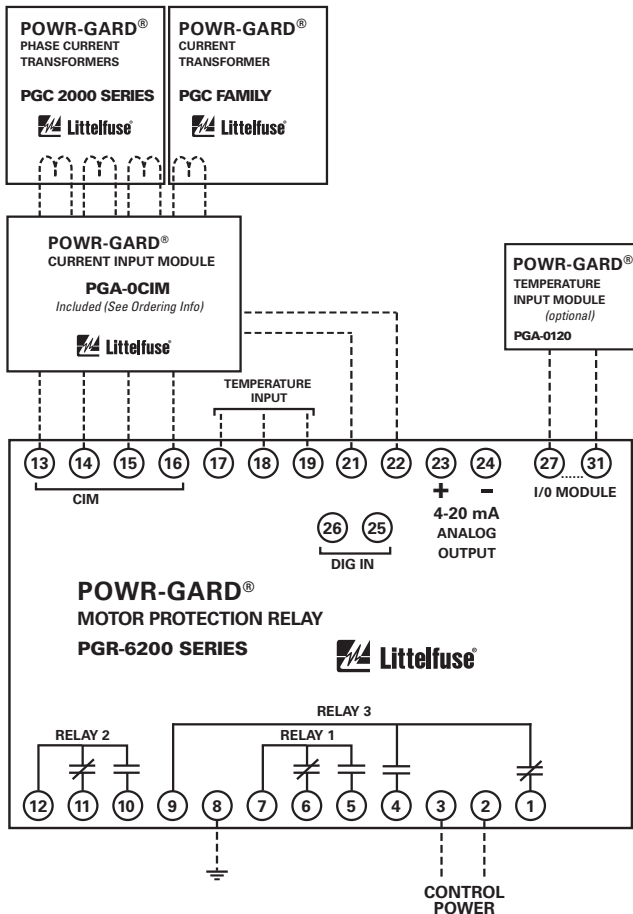 POWR-GARD®
PHASE CURRENT
TRANSFORMERS
PGC 2000 SERIES
Littelfuse®
POWR-GARD®
CURRENT
TRANSFORMER
PGC FAMILY
Littelfuse®
POWR-GARD®
CURRENT INPUT MODULE
PGA-0CIM
Included (See Ordering Info)
Littelfuse®
POWR-GARD®
TEMPERATURE
INPUT MODULE
(optional)
PGA-0120
TEMPERATURE
INPUT
13 14 15 16 17 18 19 21 22 23 24 27 ...... 31
CIM
+ -
I/0 MODULE
4-20 mA
ANALOG
OUTPUT
26 25
DIG IN
POWR-GARD®
MOTOR PROTECTION RELAY
PGR-6200 SERIES
Littelfuse®
RELAY 3
RELAY 2
RELAY 1
12 11 10 9 8 7 6 5 4 3 2 1
CONTROL
POWER